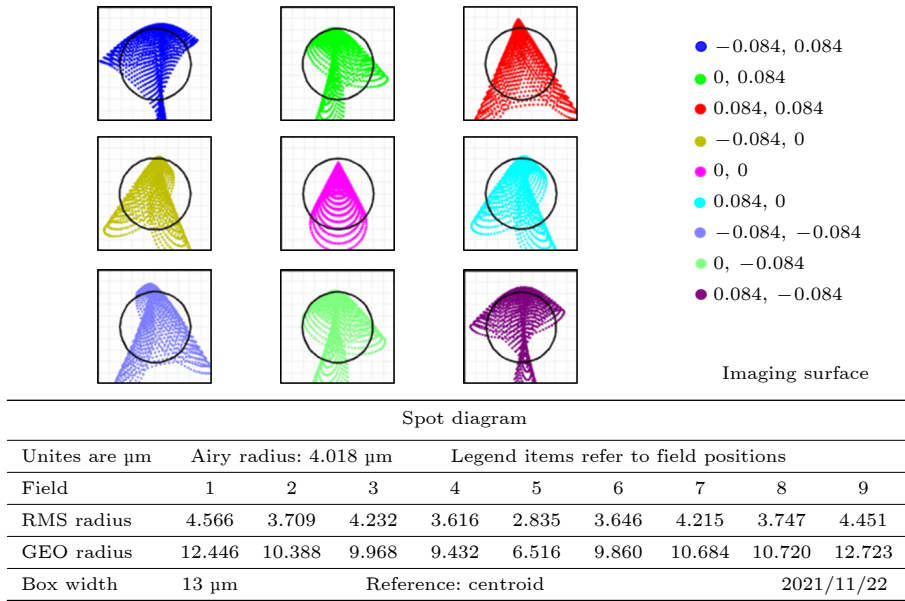 −0.084, 0.084
0, 0.084
0.084, 0.084
−0.084, 0
0, 0
0.084, 0
−0.084, −0.084
0, −0.084
0.084, −0.084
Imaging surface
Spot diagram
Unites are µm Airy radius: 4.018 µm Legend items refer to field positions
Field 1 2 3 4 5 6 7 8 9
RMS radius 4.566 3.709 4.232 3.616 2.835 3.646 4.215 3.747 4.451
GEO radius 12.446 10.388 9.968 9.432 6.516 9.860 10.684 10.720 12.723
Box width 13 µm Reference: centroid 2021/11/22